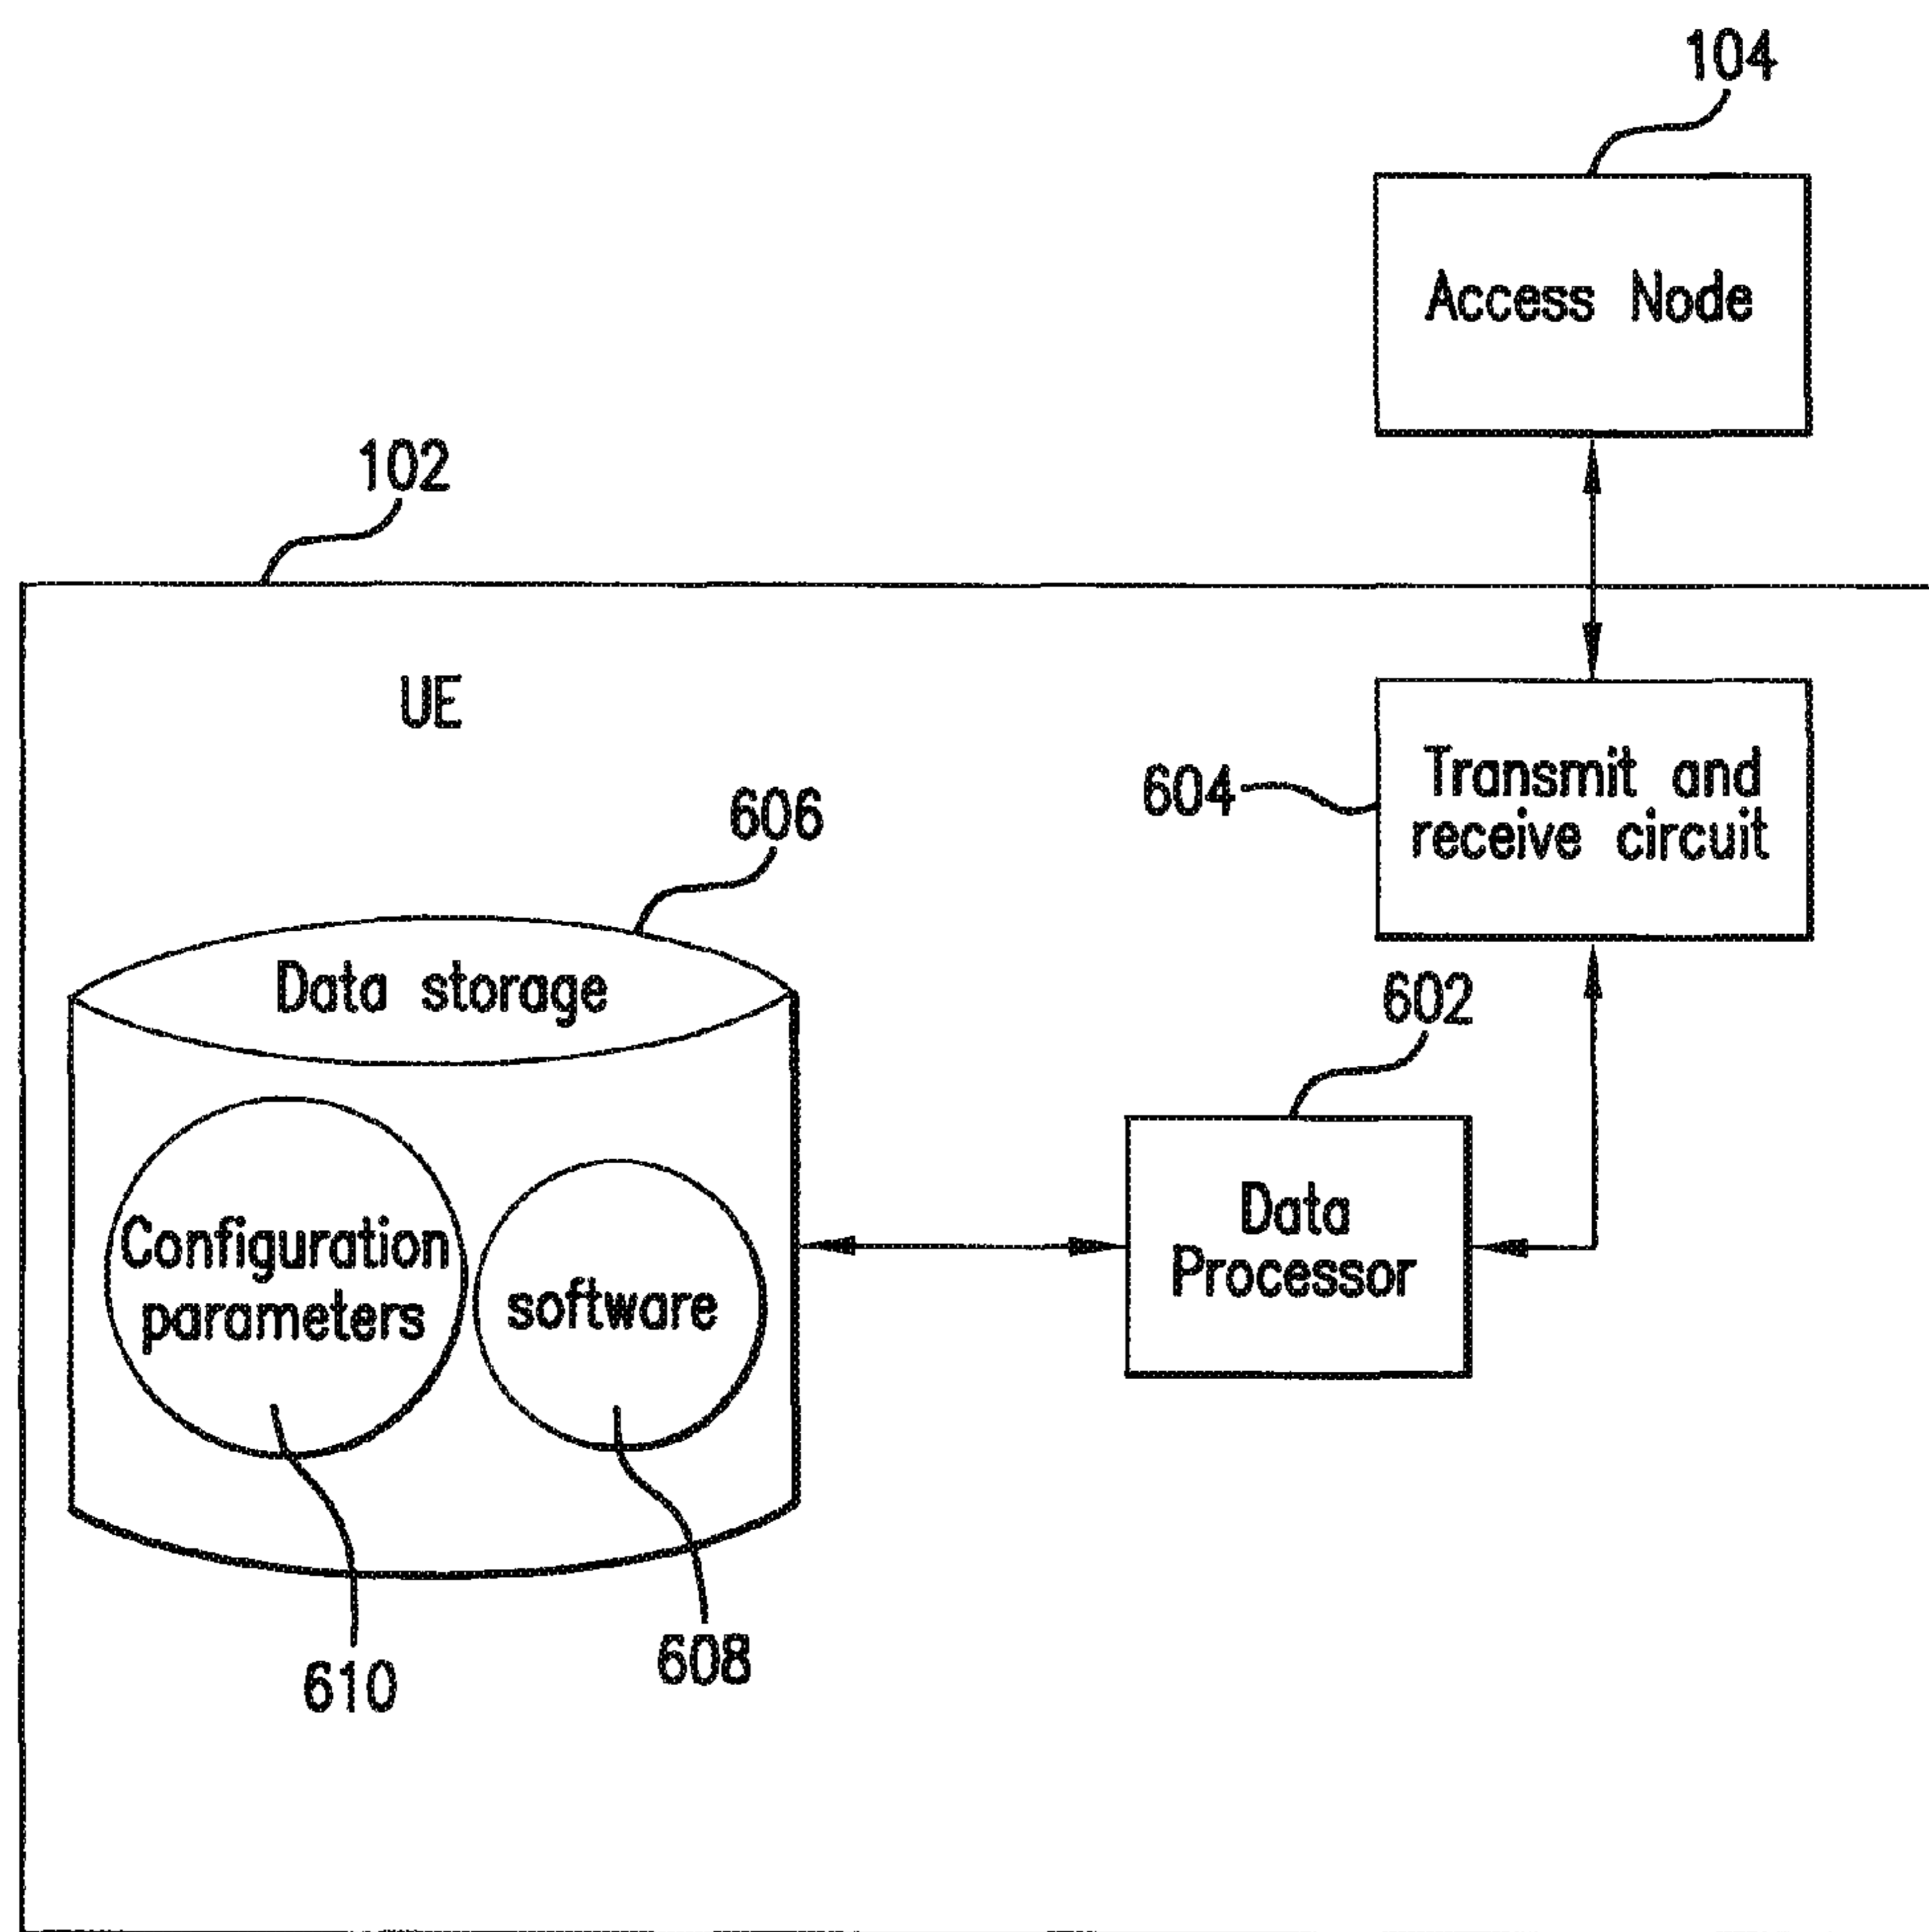 104
Access Node
102
UE
604
Transmit and
receive circuit
606
Data storage
602
Data
Processor
Configuration
parameters
software
608
610